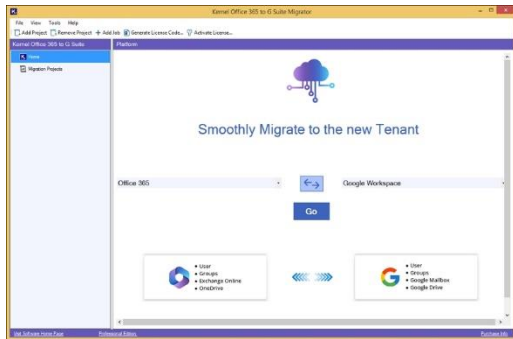 Kernel Office 365 to G Suite Migrator
File View Tools Help
Add Project Remove Project Add Job Generate License Code... Activate License...
Kernel Office 365 to G Suite Platform
Home
Migration Projects
Smoothly Migrate to the new Tenant
Office 365 Google Workspace
Go
User
Groups
Exchange Online
OneDrive
User
Groups
Google Mailbox
Google Drive
Visit Software Home Page Professional Edition Purchase Info